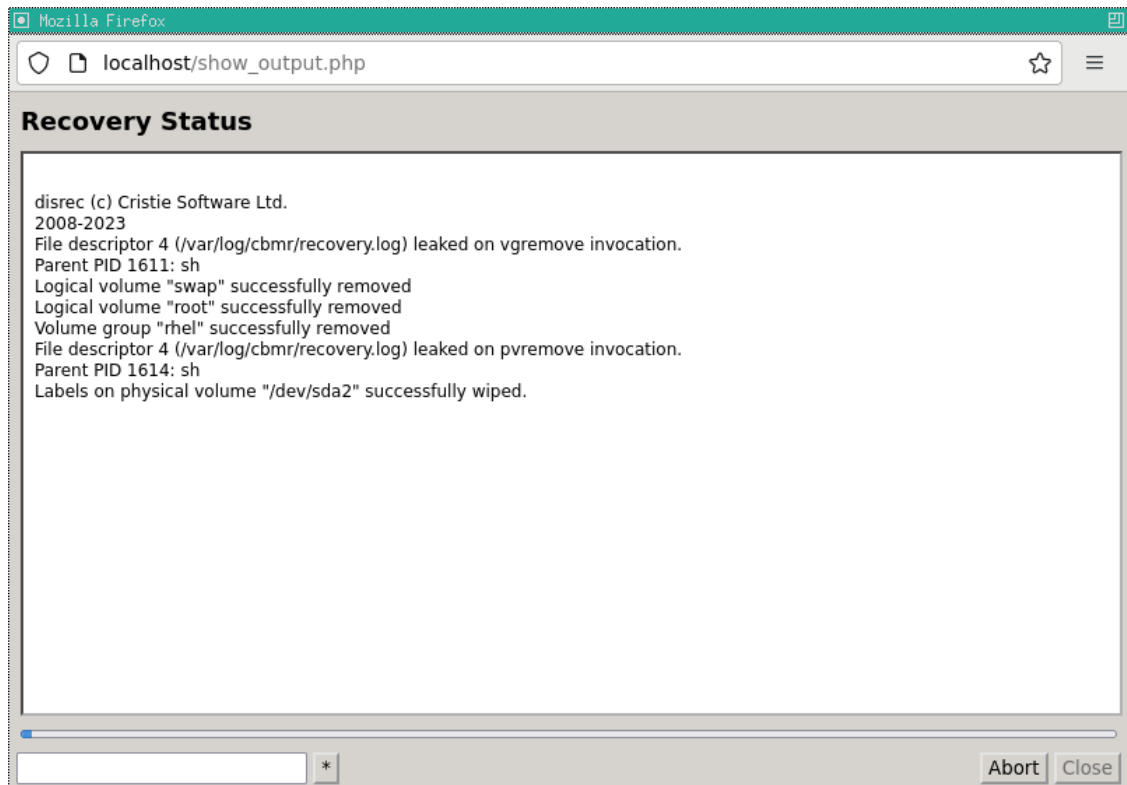 Mozilla Firefox
localhost/show_output.php
Recovery Status
disrec (c) Cristie Software Ltd.
2008-2023
File descriptor 4 (/var/log/cbmr/recovery.log) leaked on vgremove invocation.
Parent PID 1611: sh
Logical volume "swap" successfully removed
Logical volume "root" successfully removed
Volume group "rhel" successfully removed
File descriptor 4 (/var/log/cbmr/recovery.log) leaked on pvremove invocation.
Parent PID 1614: sh
Labels on physical volume "/dev/sda2" successfully wiped.
* Abort Close